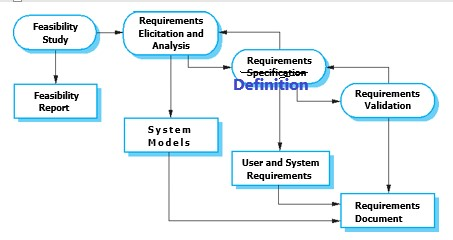 Feasibility
Study
Requirements
Elicitation and
Analysis
Requirements
Specification
Definition
Feasibility
Report
Requirements
Validation
System
Models
User and System
Requirements
Requirements
Document